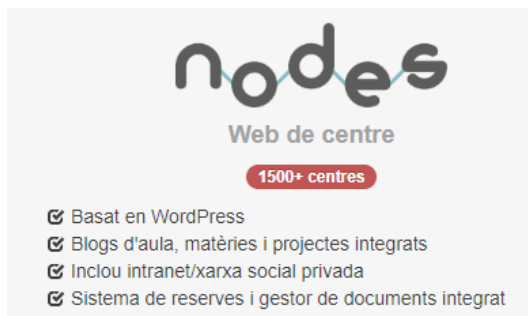 nodes
Web de centre
1500+ centres
Basat en WordPress
Blogs d'aula, matèries i projectes integrats
Inclou intranet/xarxa social privada
Sistema de reserves i gestor de documents integrat